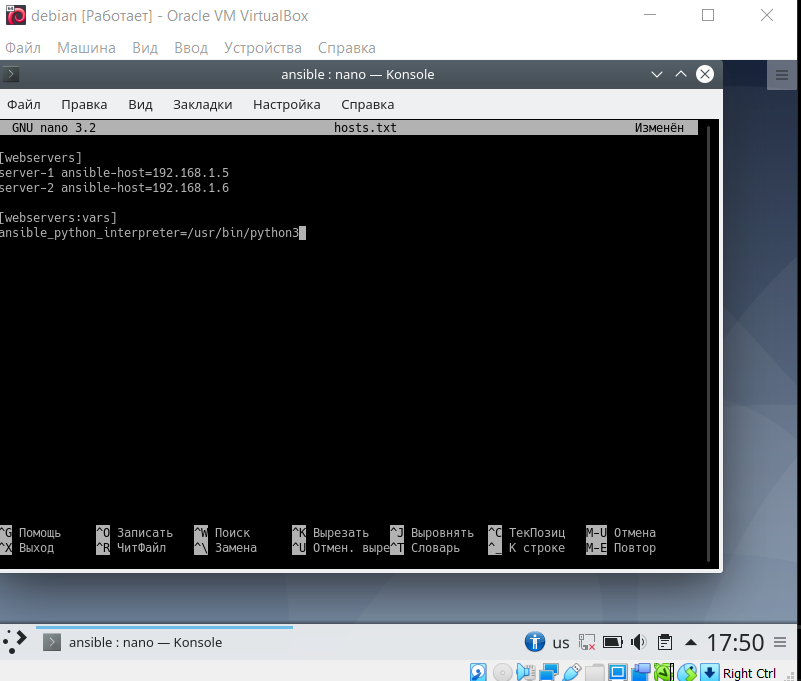 debian [Работает] - Oracle VM VirtualBox
Файл Машина Вид Ввод Устройства Справка
ansible : nano — Konsole
Файл Правка Вид Закладки Настройка Справка
GNU nano 3.2 hosts.txt Изменён
[webservers]
server-1 ansible-host=192.168.1.5
server-2 ansible-host=192.168.1.6
[webservers:vars]
ansible_python_interpreter=/usr/bin/python3
^G Помощь ^O Записать ^W Поиск ^K Вырезать ^J Выровнять ^C ТекПозиц M-U Отмена
^X Выход ^R ЧитФайл ^\ Замена ^U Отмен. выре^T Словарь ^_ К строке M-E Повтор
ansible : nano — Konsole
us
17:50
Right Ctrl